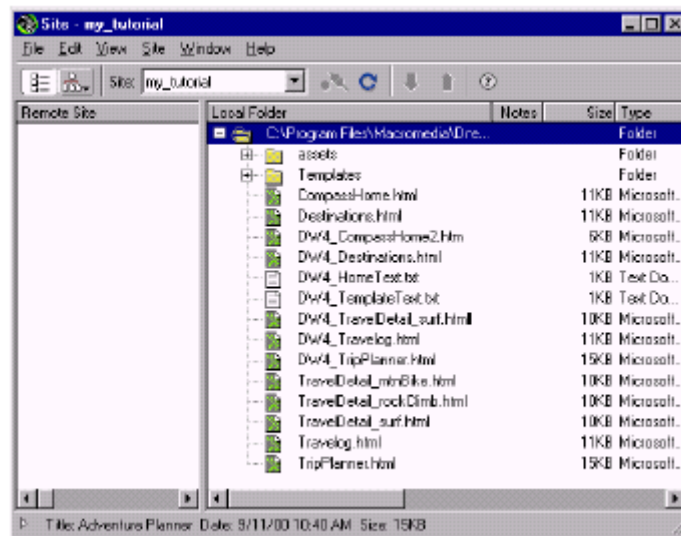 Site - my_tutorial
File Edit View Site Window Help
Site: my_tutorial
Remote Site
Local Folder Notes Size Type
C:\Program Files\Macromedia\Dre... Folder
assets Folder
Templates Folder
CompassHome.html 11KB Microsoft...
Destinations.html 11KB Microsoft...
DW4_CompassHome2.htm 6KB Microsoft...
DW4_Destinations.html 11KB Microsoft...
DW4_HomeText.txt 1KB Text Do...
DW4_TemplateText.txt 1KB Text Do...
DW4_TravelDetail_surf.html 10KB Microsoft...
DW4_Travelog.html 11KB Microsoft...
DW4_TripPlanner.html 15KB Microsoft...
TravelDetail_mtnBike.html 10KB Microsoft...
TravelDetail_rockClimb.html 10KB Microsoft...
TravelDetail_surf.html 10KB Microsoft...
Travelog.html 11KB Microsoft...
TripPlanner.html 15KB Microsoft...
Title: Adventure Planner Date: 9/11/00 10:40 AM Size: 15KB